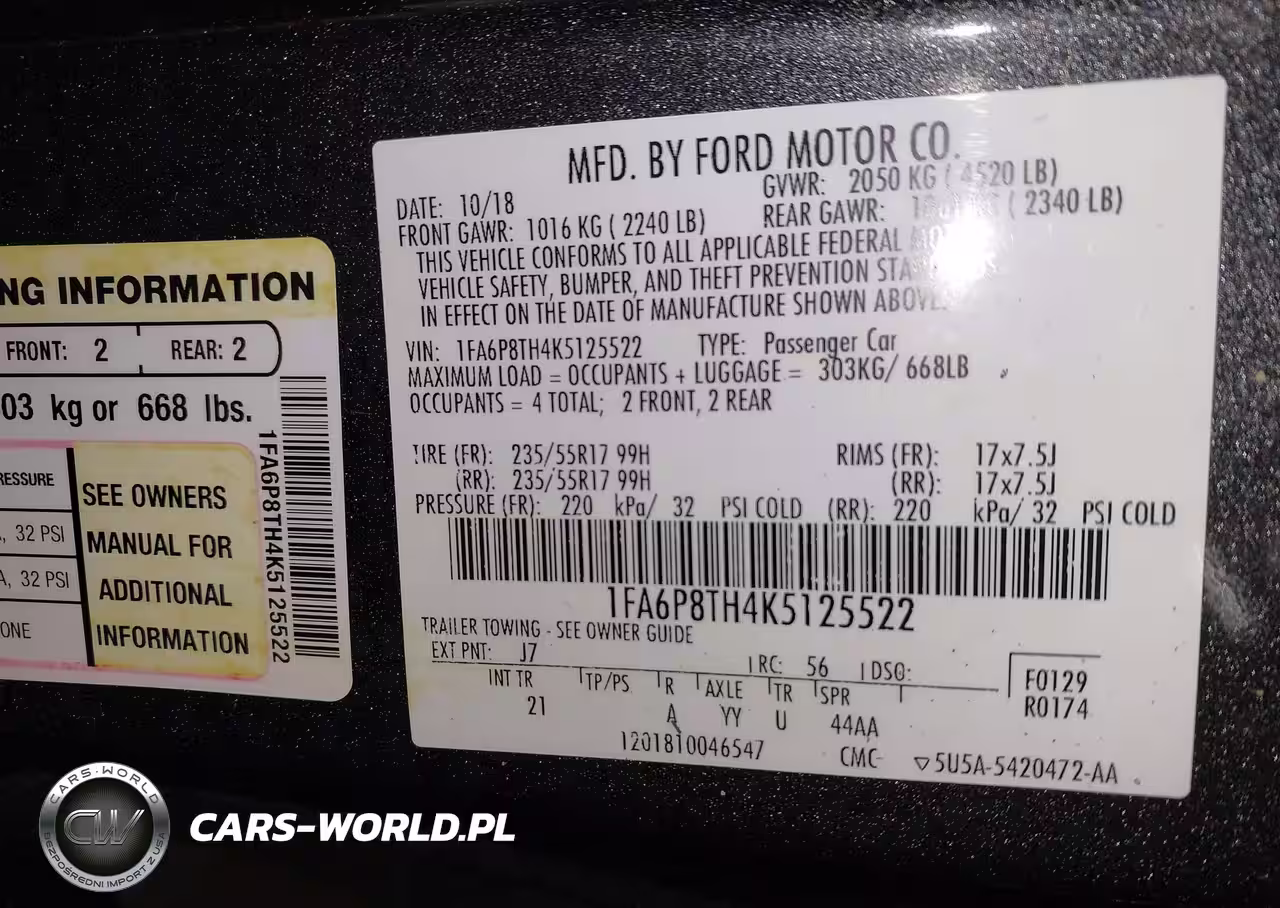 NG INFORMATION
FRONT: 2 REAR: 2
03 kg or 668 lbs.
RESSURE
, 32 PSI
A, 32 PSI
ONE
SEE OWNERS
MANUAL FOR
ADDITIONAL
INFORMATION
1FA6P8TH4K5125522
MFD. BY FORD MOTOR CO.
DATE: 10/18 GVWR: 2050 KG ( 4520 LB)
FRONT GAWR: 1016 KG ( 2240 LB) REAR GAWR: ( 2340 LB)
THIS VEHICLE CONFORMS TO ALL APPLICABLE FEDERAL
VEHICLE SAFETY, BUMPER, AND THEFT PREVENTION STA
IN EFFECT ON THE DATE OF MANUFACTURE SHOWN ABOVE.
VIN: 1FA6P8TH4K5125522 TYPE: Passenger Car
MAXIMUM LOAD = OCCUPANTS + LUGGAGE = 303KG/ 668LB
OCCUPANTS = 4 TOTAL; 2 FRONT, 2 REAR
TIRE (FR): 235/55R17 99H RIMS (FR): 17x7.5J
(RR): 235/55R17 99H (RR): 17x7.5J
PRESSURE (FR): 220 kPa/ 32 PSI COLD (RR): 220 kPa/ 32 PSI COLD
1FA6P8TH4K5125522
TRAILER TOWING - SEE OWNER GUIDE
EXT PNT: J7 RC: 56 DSO:
INT TR TP/PS R AXLE TR SPR
21 A YY U 44AA
F0129
R0174
1201810046547 CMC ▽5U5A-5420472-AA
CARS-WORLD
CW
BEZPOŚREDNI IMPORT Z USA
CARS-WORLD.PL